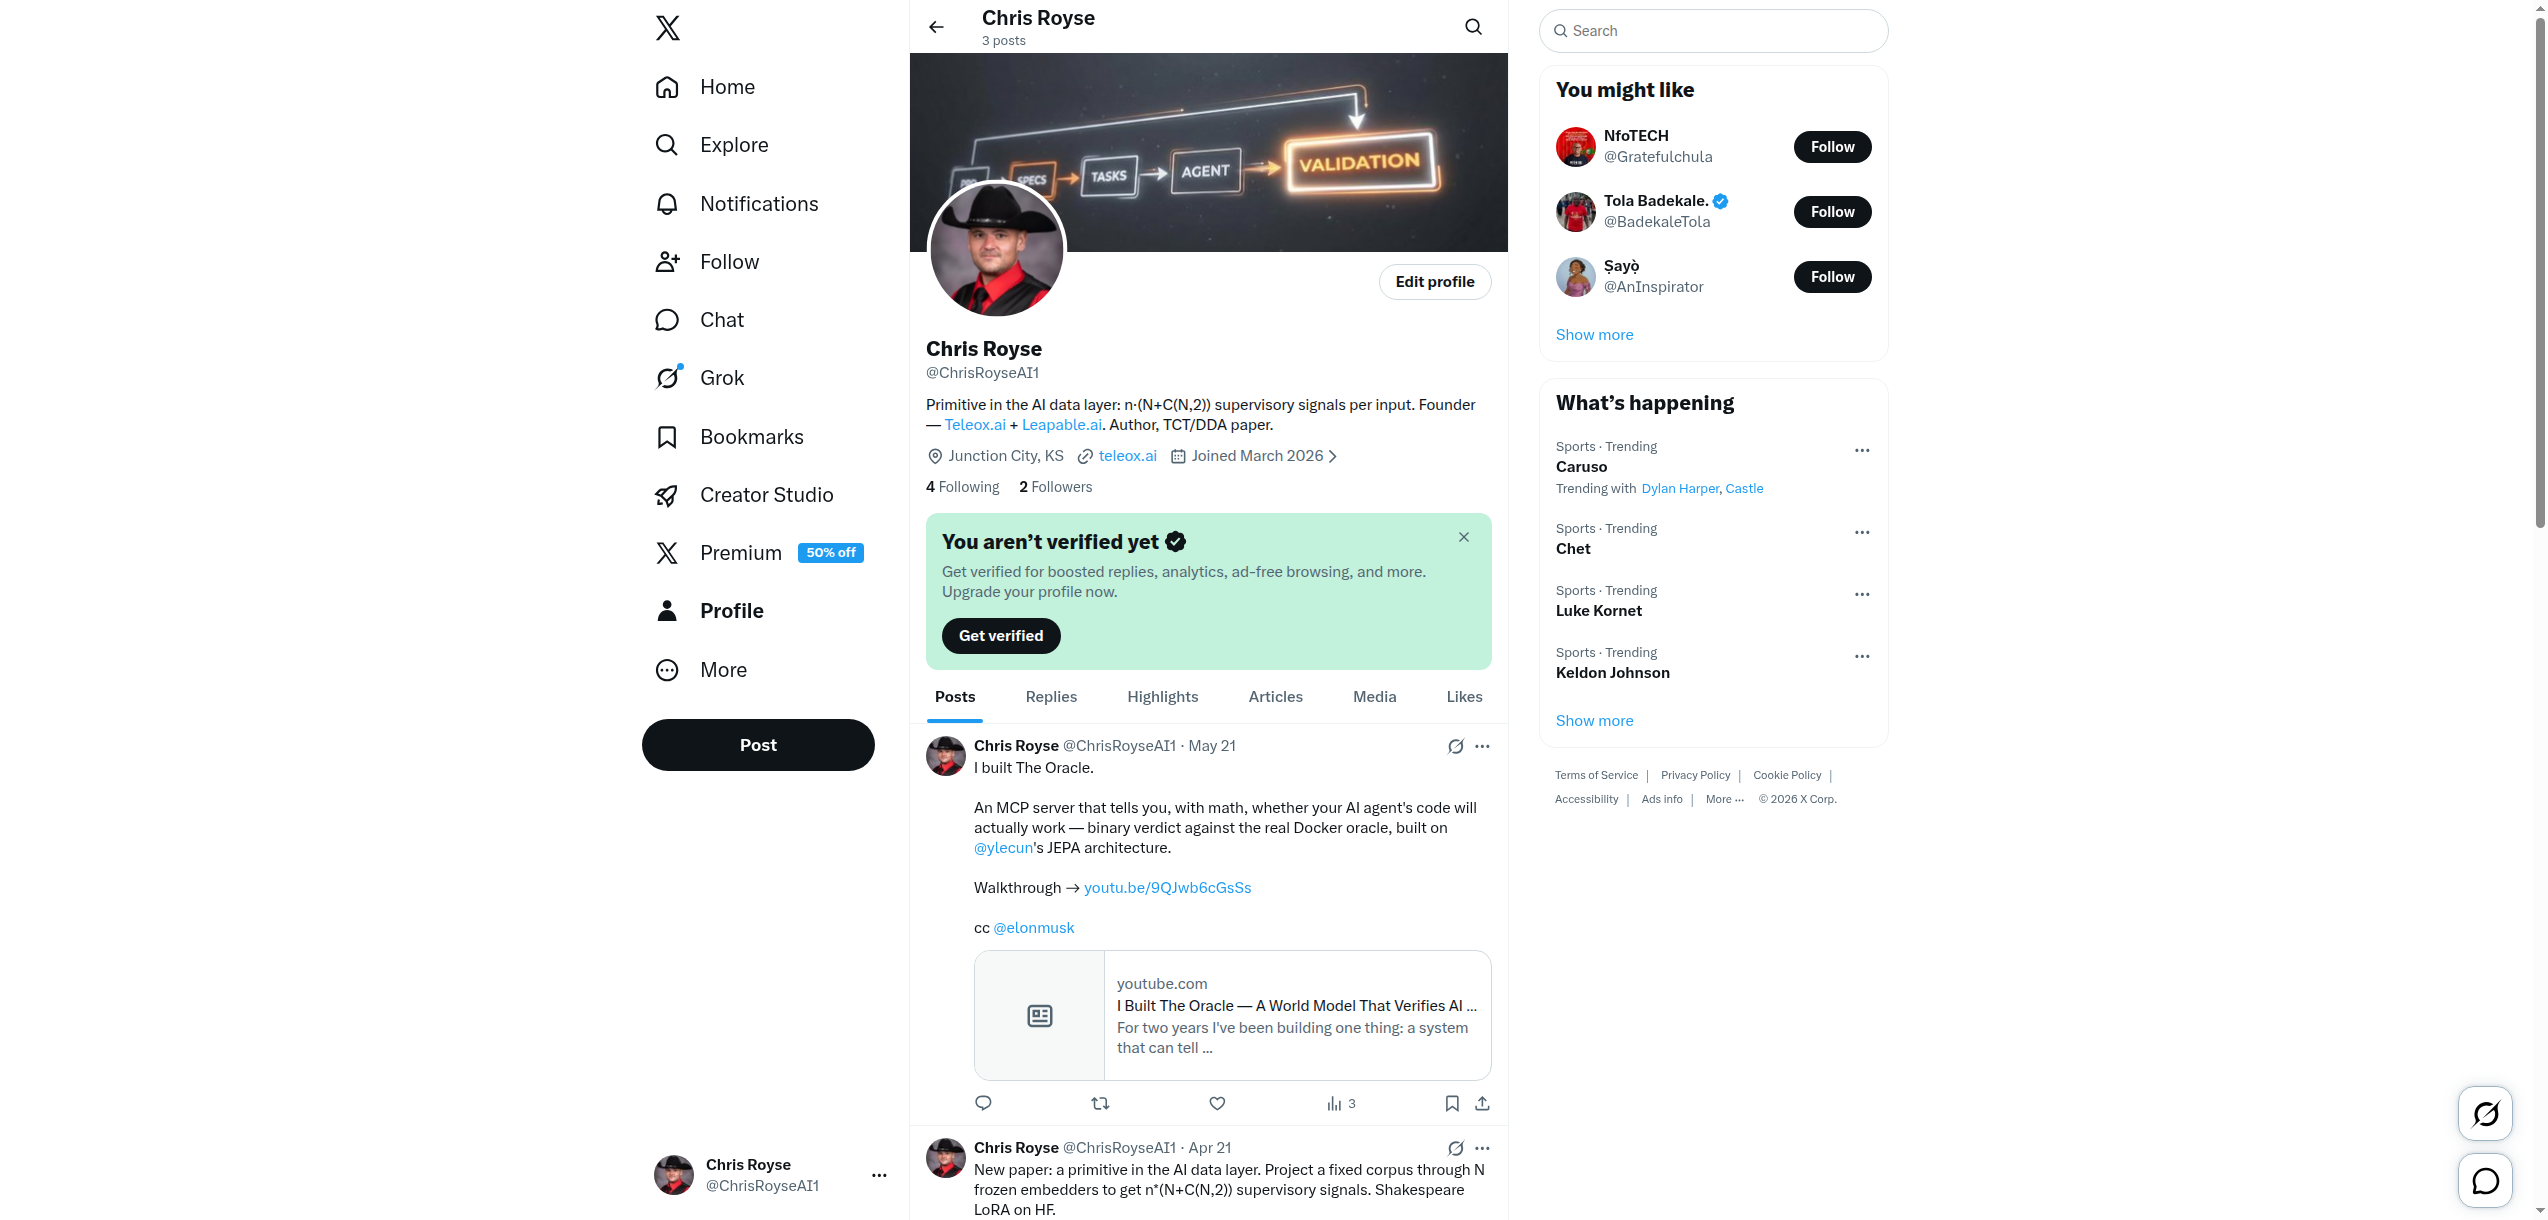 Home
Explore
Notifications
Follow
Chat
Grok
Bookmarks
Creator Studio
Premium 50% off
Profile
More
Post
Chris Royse
@ChrisRoyseAI1
Chris Royse
3 posts
SPECS
TASKS
AGENT
VALIDATION
Edit profile
Chris Royse
@ChrisRoyseAI1
Primitive in the AI data layer: n·(N+C(N,2)) supervisory signals per input. Founder
— Teleox.ai + Leapable.ai. Author, TCT/DDA paper.
Junction City, KS teleox.ai Joined March 2026
4 Following 2 Followers
You aren’t verified yet
Get verified for boosted replies, analytics, ad-free browsing, and more.
Upgrade your profile now.
Get verified
Posts Replies Highlights Articles Media Likes
Chris Royse @ChrisRoyseAI1 · May 21
I built The Oracle.
An MCP server that tells you, with math, whether your AI agent's code will
actually work — binary verdict against the real Docker oracle, built on
@ylecun's JEPA architecture.
Walkthrough → youtu.be/9QJwb6cGsSs
cc @elonmusk
youtube.com
I Built The Oracle — A World Model That Verifies AI ...
For two years I've been building one thing: a system
that can tell ...
3
Chris Royse @ChrisRoyseAI1 · Apr 21
New paper: a primitive in the AI data layer. Project a fixed corpus through N
frozen embedders to get n*(N+C(N,2)) supervisory signals. Shakespeare
LoRA on HF.
Search
You might like
NfoTECH
@Gratefulchula
Follow
Tola Badekale.
@BadekaleTola
Follow
Ṣayọ̀
@AnInspirator
Follow
Show more
What’s happening
Sports · Trending
Caruso
Trending with Dylan Harper, Castle
Sports · Trending
Chet
Sports · Trending
Luke Kornet
Sports · Trending
Keldon Johnson
Show more
Terms of Service | Privacy Policy | Cookie Policy |
Accessibility | Ads info | More ··· © 2026 X Corp.